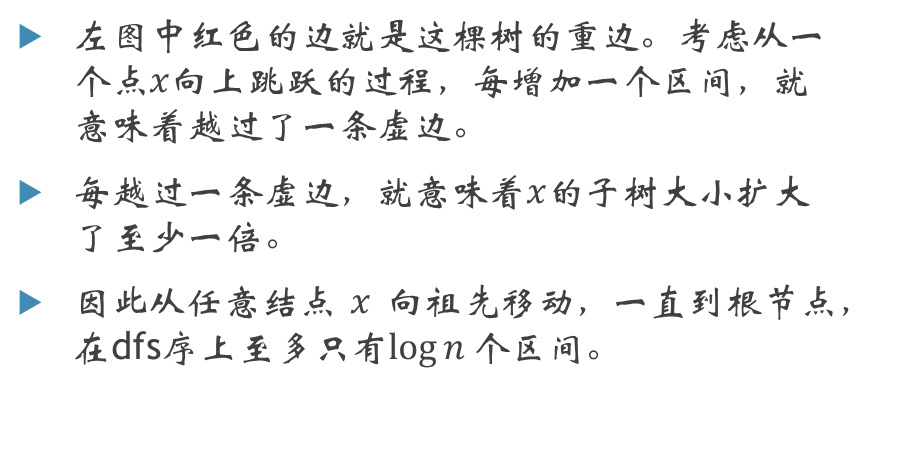 左图中红色的边就是这棵树的重边。考虑从一
个点x向上跳跃的过程，每增加一个区间，就
意味着越过了一条虚边。
每越过一条虚边，就意味着x的子树大小扩大
了至少一倍。
因此从任意结点 x 向祖先移动，一直到根节点，
在dfs序上至多只有log n 个区间。